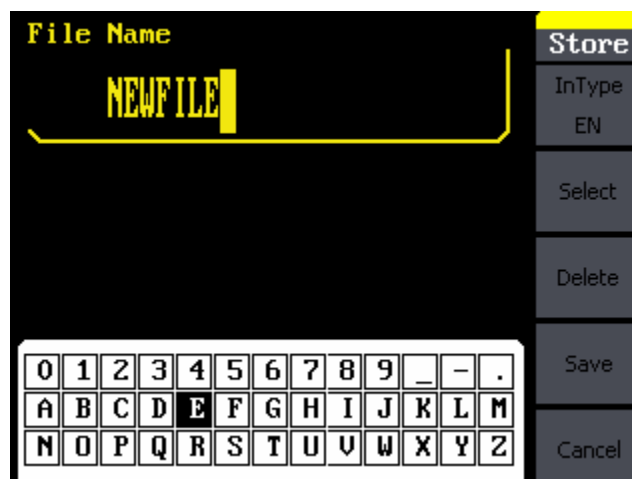 File Name
NEWFILE
Store
InType
EN
Select
Delete
Save
Cancel
0 1 2 3 4 5 6 7 8 9 _ - .
A B C D E F G H I J K L M
N O P Q R S T U V W X Y Z